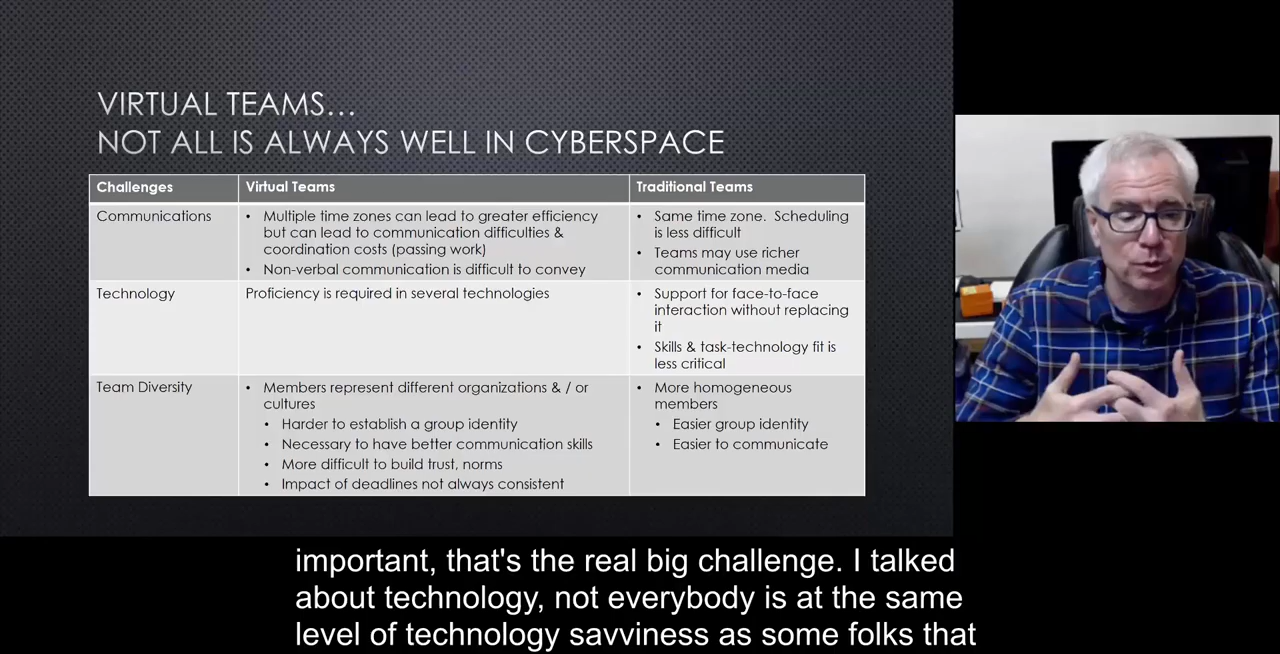 VIRTUAL TEAMS...
NOT ALL IS ALWAYS WELL IN CYBERSPACE
Challenges
Virtual Teams
Traditional Teams
Communications
• Multiple time zones can lead to greater efficiency
but can lead to communication difficulties &
coordination costs (passing work)
• Non-verbal communication is difficult to convey
• Same time zone. Scheduling
is less difficult
• Teams may use richer
communication media
Technology
Proficiency is required in several technologies
• Support for face-to-face
interaction without replacing
it
• Skills & task-technology fit is
less critical
Team Diversity
• Members represent different organizations & / or
cultures
• Harder to establish a group identity
• Necessary to have better communication skills
• More difficult to build trust, norms
• Impact of deadlines not always consistent
• More homogeneous
members
• Easier group identity
• Easier to communicate
important, that's the real big challenge. I talked
about technology, not everybody is at the same
level of technology savviness as some folks that